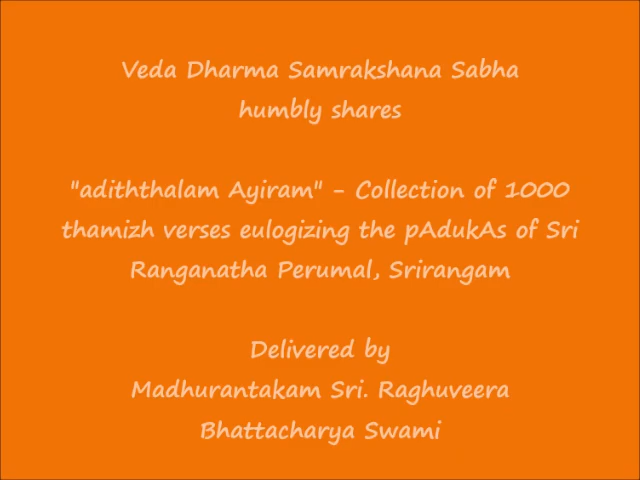 Veda Dharma Samrakshana Sabha
humbly shares
"adiththalam Ayiram" - Collection of 1000
thamizh verses eulogizing the pAdukAs of Sri
Ranganatha Perumal, Srirangam
Delivered by
Madhurantakam Sri. Raghuveera
Bhattacharya Swami